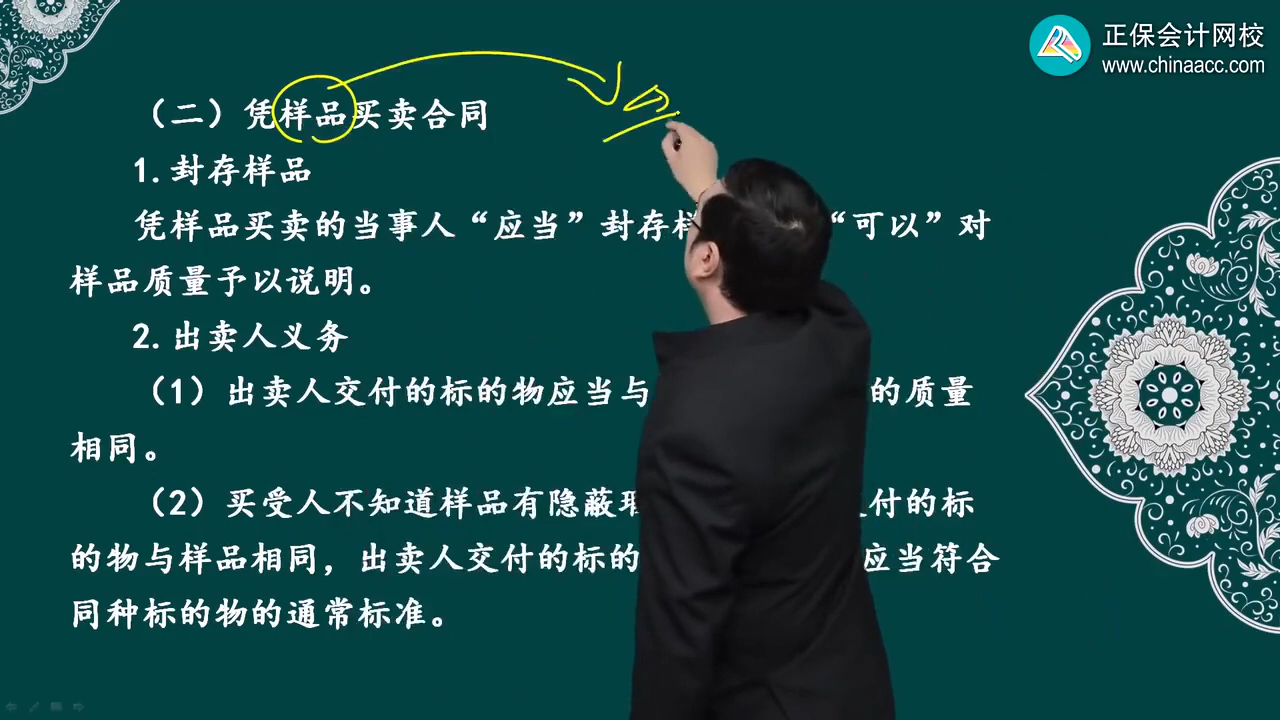 正保会计网校
www.chinaacc.com
（二）凭样品买卖合同
1.封存样品
凭样品买卖的当事人“应当”封存 “可以”对
样品质量予以说明。
2.出卖人义务
（1）出卖人交付的标的物应当与 的质量
相同。
（2）买受人不知道样品有隐蔽 付的标
的物与样品相同，出卖人交付的标的 应当符合
同种标的物的通常标准。